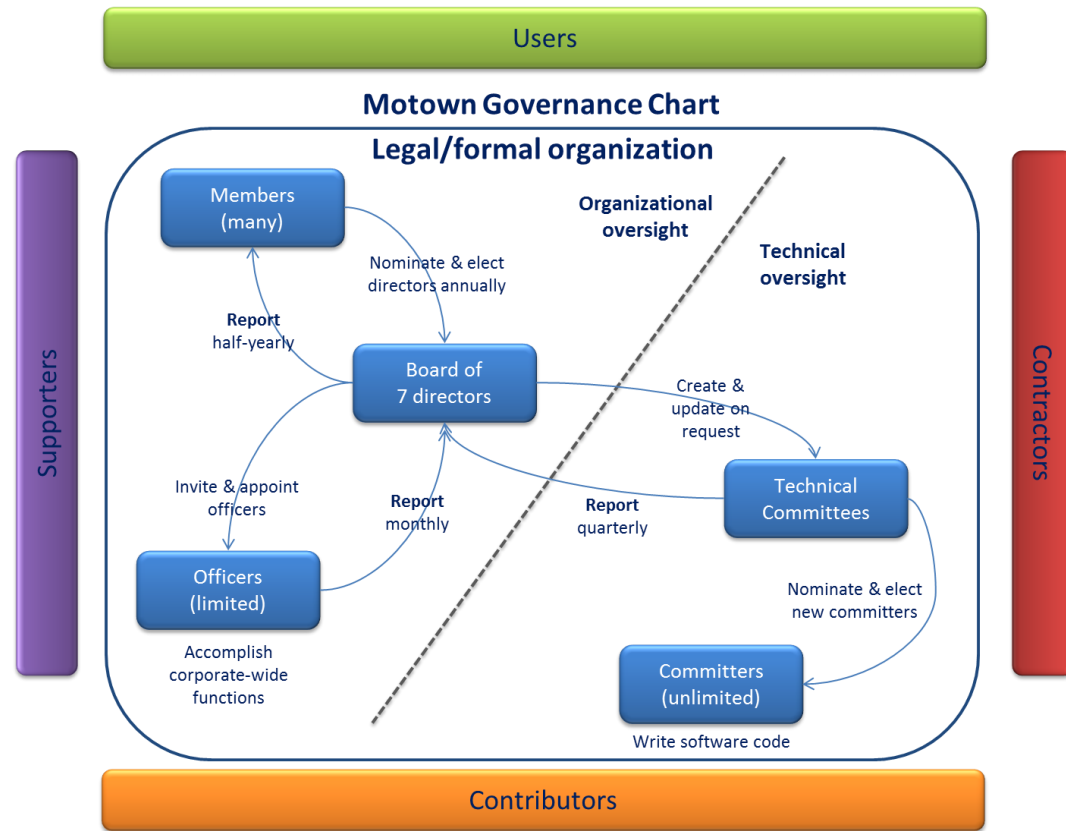 Users
Motown Governance Chart
Legal/formal organization
Members
(many)
Organizational
oversight
Technical
oversight
Nominate & elect
directors annually
Report
half-yearly
Board of
7 directors
Create &
update on
request
Supporters
Contractors
Invite & appoint
officers
Report
monthly
Report
quarterly
Technical
Committees
Officers
(limited)
Nominate & elect
new committers
Accomplish
corporate-wide
functions
Committers
(unlimited)
Write software code
Contributors